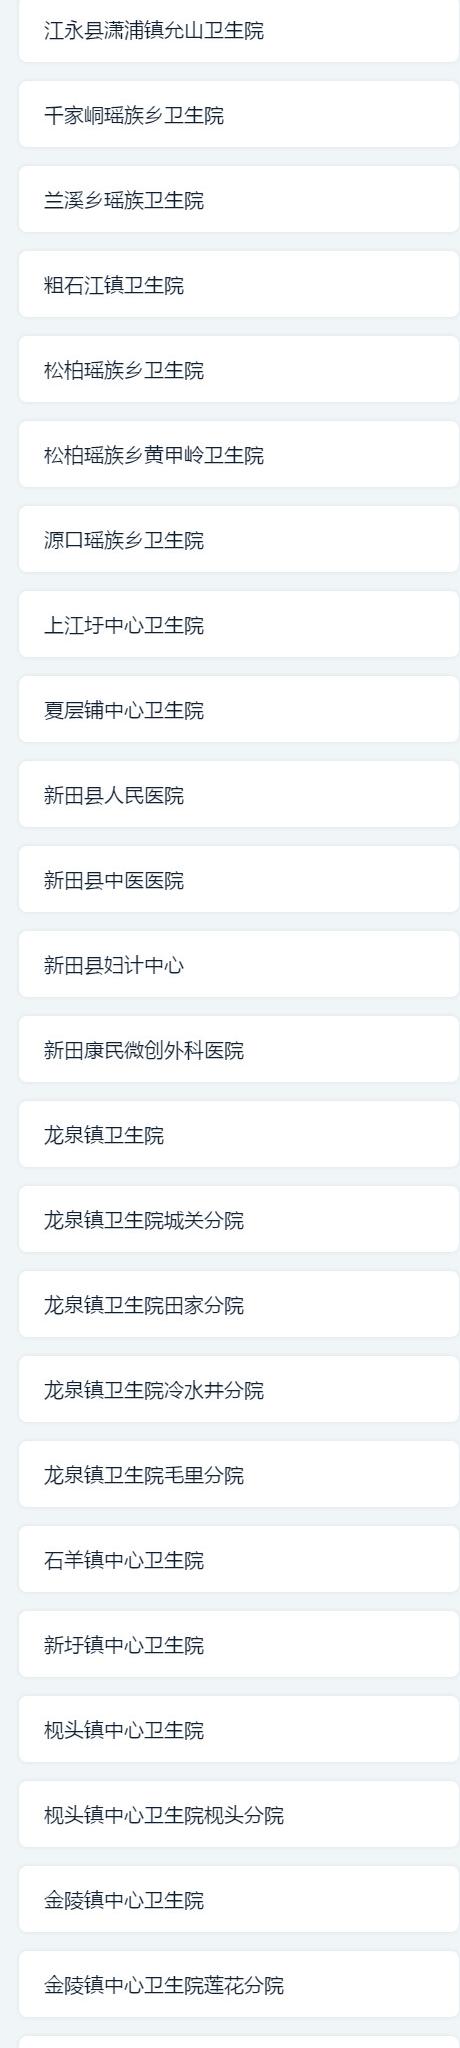 江永县潇浦镇允山卫生院
千家峒瑶族乡卫生院
兰溪乡瑶族卫生院
粗石江镇卫生院
松柏瑶族乡卫生院
松柏瑶族乡黄甲岭卫生院
源口瑶族乡卫生院
上江圩中心卫生院
夏层铺中心卫生院
新田县人民医院
新田县中医医院
新田县妇计中心
新田康民微创外科医院
龙泉镇卫生院
龙泉镇卫生院城关分院
龙泉镇卫生院田家分院
龙泉镇卫生院冷水井分院
龙泉镇卫生院毛里分院
石羊镇中心卫生院
新圩镇中心卫生院
枧头镇中心卫生院
枧头镇中心卫生院枧头分院
金陵镇中心卫生院
金陵镇中心卫生院莲花分院